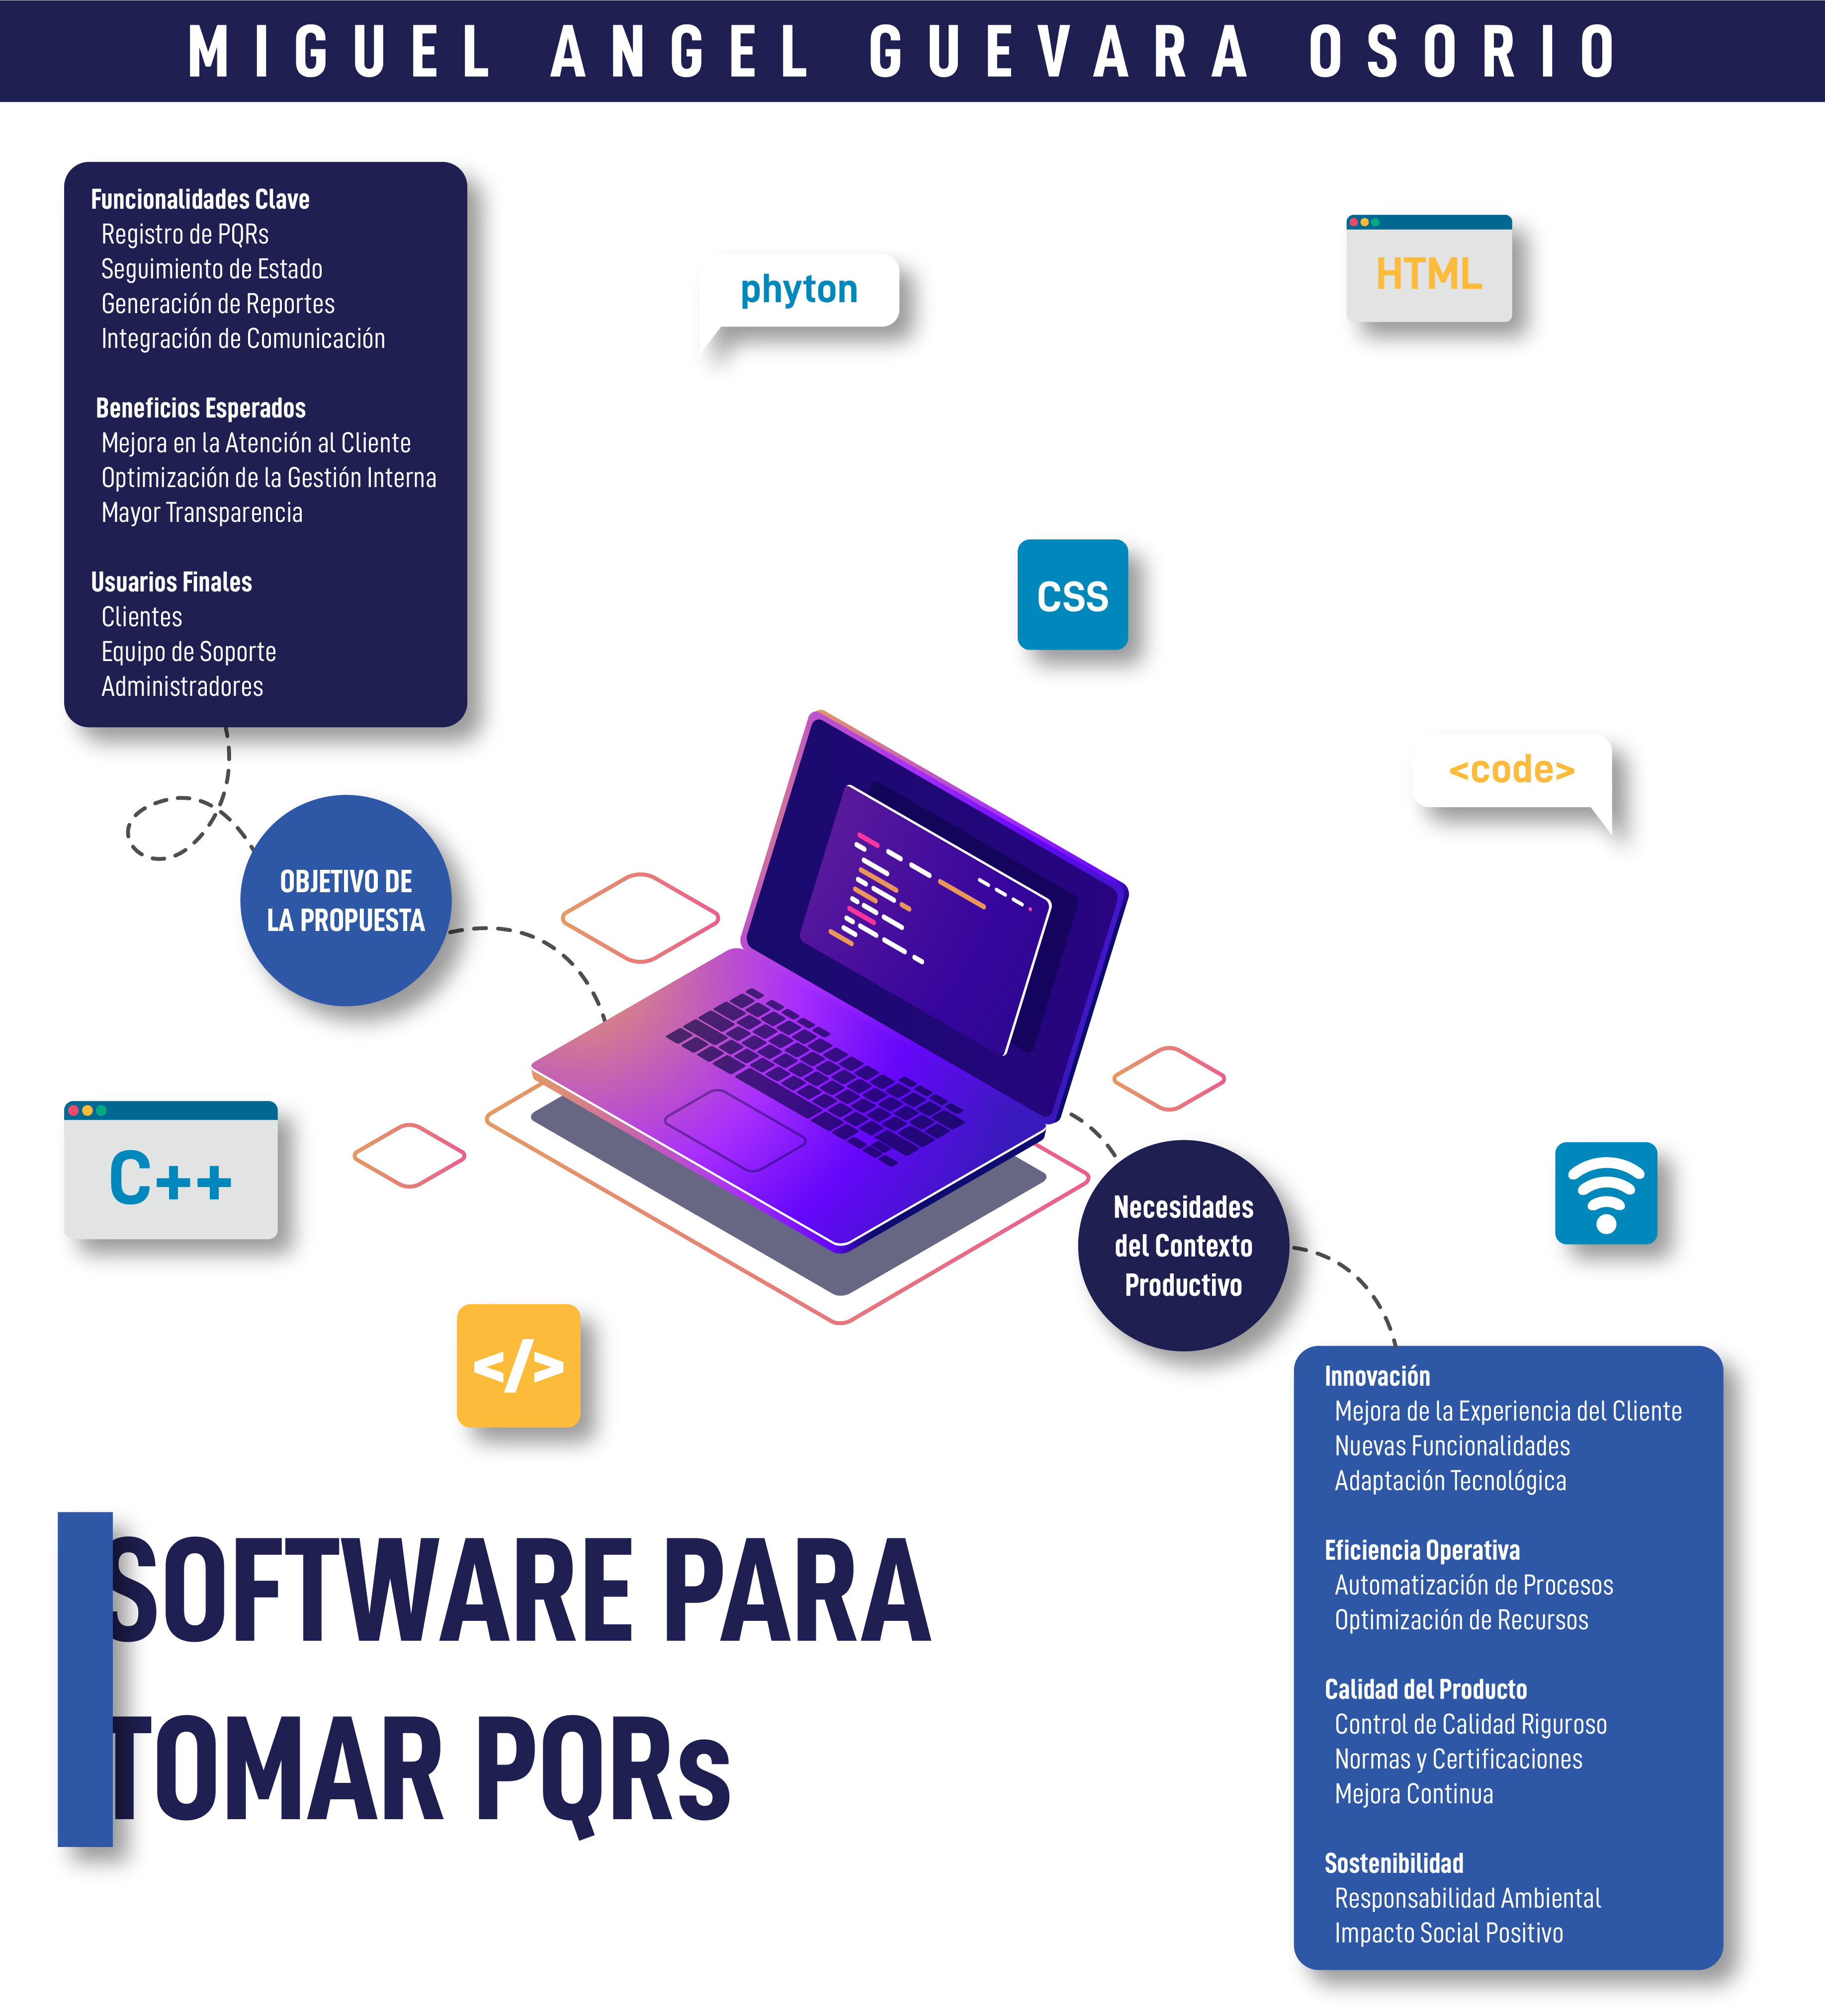 MIGUEL ANGEL GUEVARA OSORIO
Funcionalidades Clave
Registro de PQRs
Seguimiento de Estado
Generación de Reportes
Integración de Comunicación
Beneficios Esperados
Mejora en la Atención al Cliente
Optimización de la Gestión Interna
Mayor Transparencia
Usuarios Finales
Clientes
Equipo de Soporte
Administradores
phyton
HTML
CSS
<code>
OBJETIVO DE
LA PROPUESTA
C++
</>
Necesidades
del Contexto
Productivo
Innovación
Mejora de la Experiencia del Cliente
Nuevas Funcionalidades
Adaptación Tecnológica
Eficiencia Operativa
Automatización de Procesos
Optimización de Recursos
Calidad del Producto
Control de Calidad Riguroso
Normas y Certificaciones
Mejora Continua
Sostenibilidad
Responsabilidad Ambiental
Impacto Social Positivo
SOFTWARE PARA
TOMAR PQRs